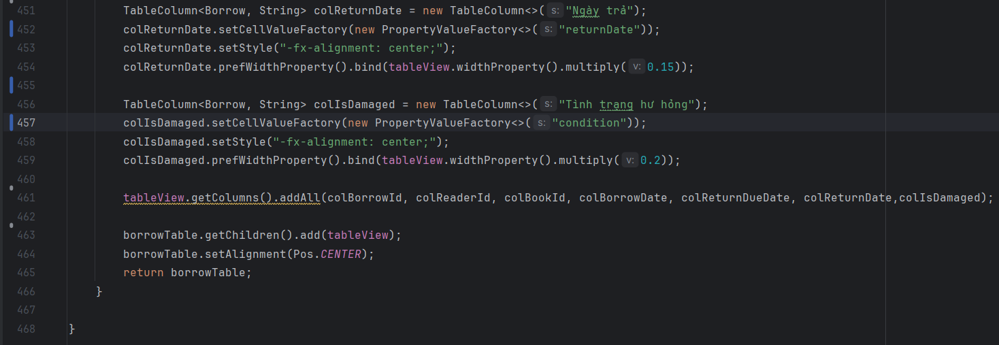 451 TableColumn<Borrow, String> colReturnDate = new TableColumn<>( s: "Ngày trả");
452 colReturnDate.setCellValueFactory(new PropertyValueFactory<>( s: "returnDate"));
453 colReturnDate.setStyle("-fx-alignment: center;");
454 colReturnDate.prefWidthProperty().bind(tableView.widthProperty().multiply( v: 0.15));
455
456 TableColumn<Borrow, String> colIsDamaged = new TableColumn<>( s: "Tình trạng hư hỏng");
457 colIsDamaged.setCellValueFactory(new PropertyValueFactory<>( s: "condition"));
458 colIsDamaged.setStyle("-fx-alignment: center;");
459 colIsDamaged.prefWidthProperty().bind(tableView.widthProperty().multiply( v: 0.2));
460
461 tableView.getColumns().addAll(colBorrowId, colReaderId, colBookId, colBorrowDate, colReturnDueDate, colReturnDate,colIsDamaged);
462
463 borrowTable.getChildren().add(tableView);
464 borrowTable.setAlignment(Pos.CENTER);
465 return borrowTable;
466 }
467
468 }